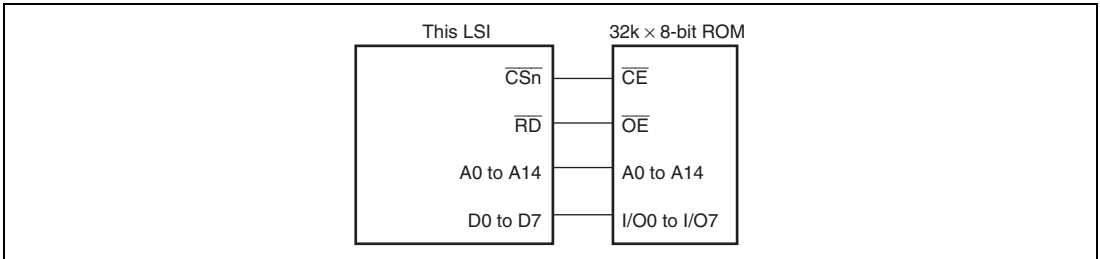 This LSI 32k × 8-bit ROM
CSn CE
RD OE
A0 to A14 A0 to A14
D0 to D7 I/O0 to I/O7